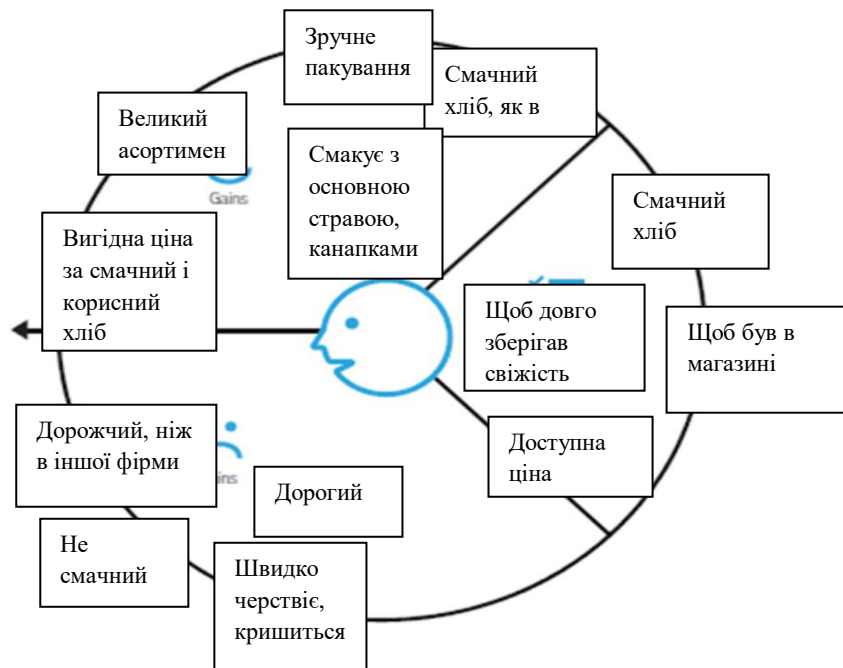 Зручне
пакування
Смачний
хліб, як в
Великий
асортимен
Смакує з
основною
стравою,
канапками
Gains
Смачний
хліб
Вигідна ціна
за смачний і
корисний
хліб
Щоб довго
зберігав
свіжість
Щоб був в
магазині
Дорожчий, ніж
в іншої фірми
ins
Доступна
ціна
Дорогий
Не
смачний
Швидко
черствіє,
кришиться